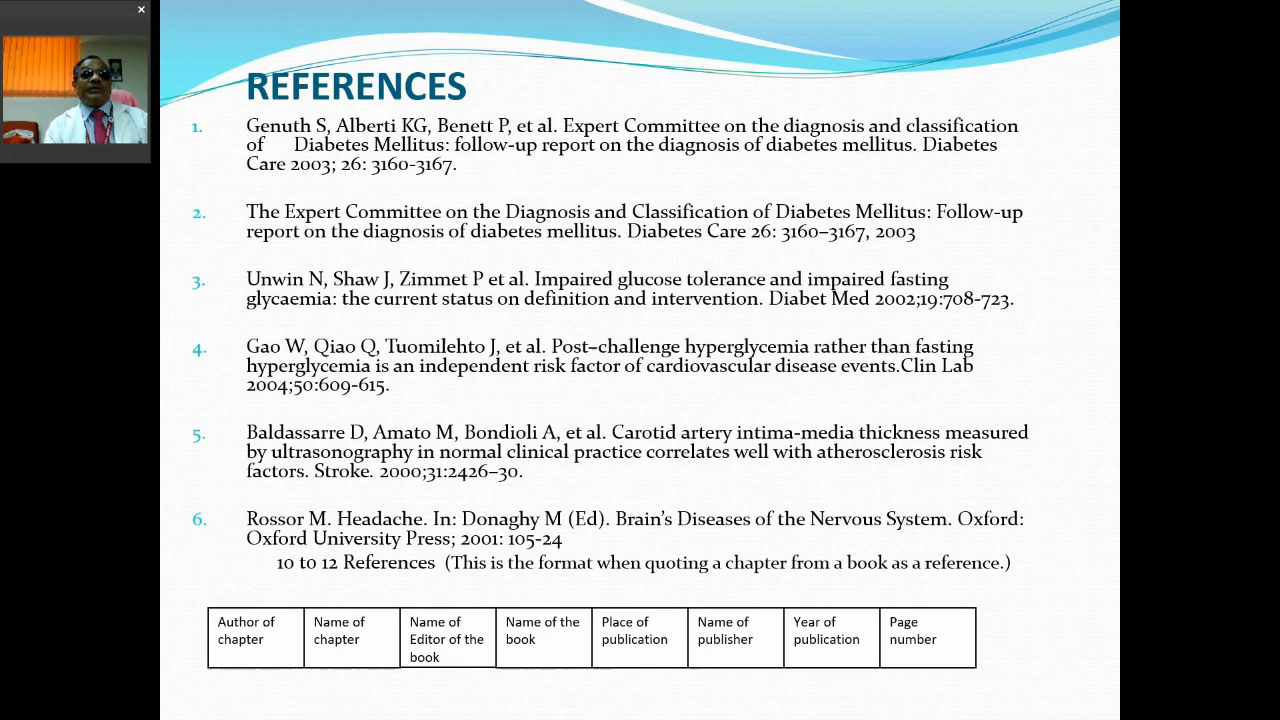 REFERENCES
1. Genuth S, Alberti KG, Benett P, et al. Expert Committee on the diagnosis and classification
of Diabetes Mellitus: follow-up report on the diagnosis of diabetes mellitus. Diabetes
Care 2003; 26: 3160-3167.
2. The Expert Committee on the Diagnosis and Classification of Diabetes Mellitus: Follow-up
report on the diagnosis of diabetes mellitus. Diabetes Care 26: 3160–3167, 2003
3. Unwin N, Shaw J, Zimmet P et al. Impaired glucose tolerance and impaired fasting
glycaemia: the current status on definition and intervention. Diabet Med 2002;19:708-723.
4. Gao W, Qiao Q, Tuomilehto J, et al. Post–challenge hyperglycemia rather than fasting
hyperglycemia is an independent risk factor of cardiovascular disease events.Clin Lab
2004;50:609-615.
5. Baldassarre D, Amato M, Bondioli A, et al. Carotid artery intima-media thickness measured
by ultrasonography in normal clinical practice correlates well with atherosclerosis risk
factors. Stroke. 2000;31:2426–30.
6. Rossor M. Headache. In: Donaghy M (Ed). Brain's Diseases of the Nervous System. Oxford:
Oxford University Press; 2001: 105-24
10 to 12 References (This is the format when quoting a chapter from a book as a reference.)
Author of chapter
Name of chapter
Name of Editor of the book
Name of the book
Place of publication
Name of publisher
Year of publication
Page number